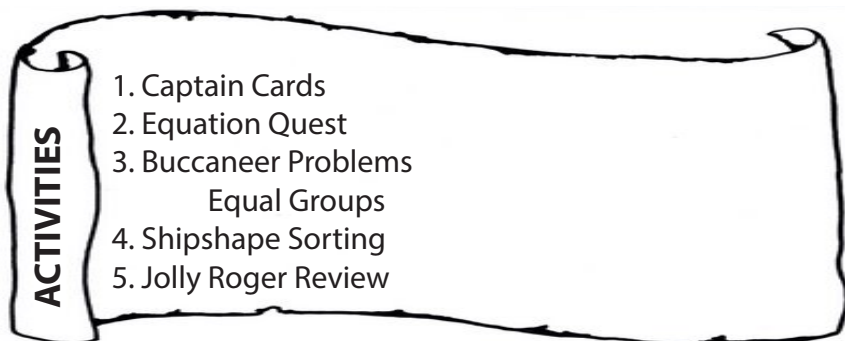 ACTIVITIES
1. Captain Cards
2. Equation Quest
3. Buccaneer Problems
Equal Groups
4. Shipshape Sorting
5. Jolly Roger Review